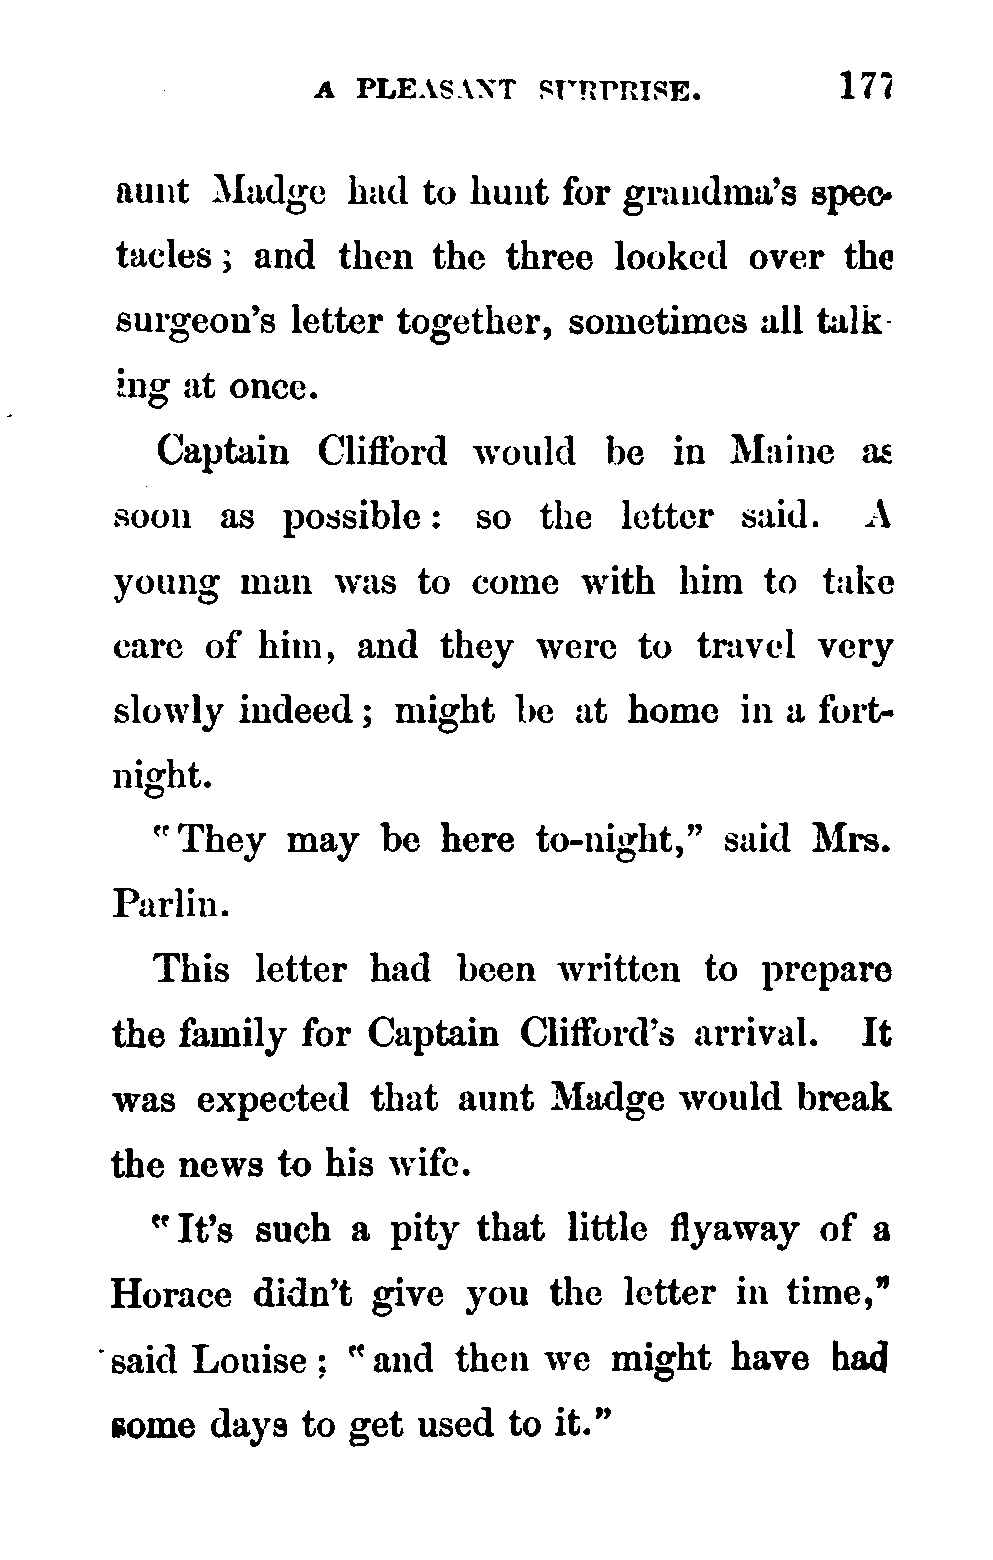 A PLEASANT SURPRISE. 177
aunt Madge had to hunt for grandma's spec-
tacles; and then the three looked over the
surgeon's letter together, sometimes all talk-
ing at once.
Captain Clifford would be in Maine as
soon as possible: so the letter said. A
young man was to come with him to take
care of him, and they were to travel very
slowly indeed; might be at home in a fort-
night.
"They may be here to-night," said Mrs.
Parlin.
This letter had been written to prepare
the family for Captain Clifford's arrival. It
was expected that aunt Madge would break
the news to his wife.
"It's such a pity that little flyaway of a
Horace didn't give you the letter in time,"
said Louise; "and then we might have had
some days to get used to it."